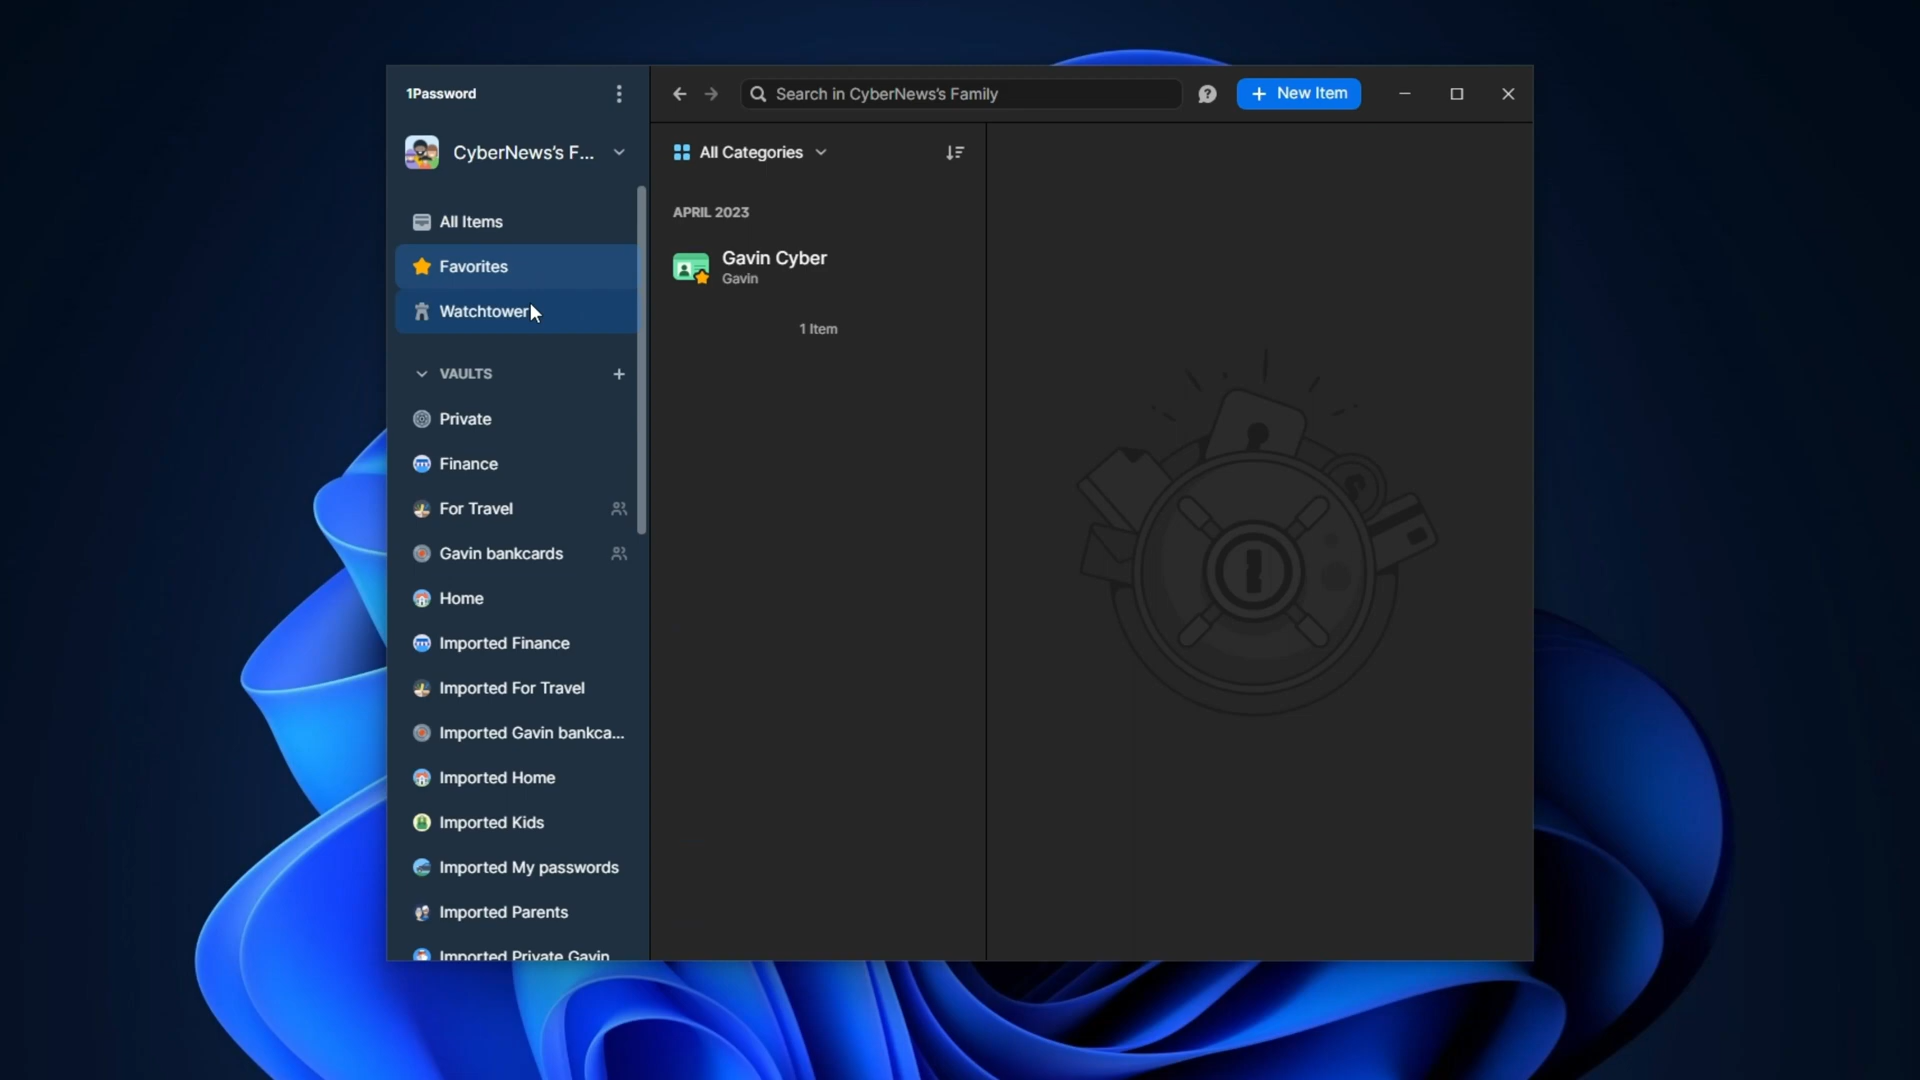 1Password
Search in CyberNews's Family
New Item
CyberNews's F...
All Items
Favorites
Watchtower
VAULTS
Private
Finance
For Travel
Gavin bankcards
Home
Imported Finance
Imported For Travel
Imported Gavin bankca...
Imported Home
Imported Kids
Imported My passwords
Imported Parents
Imported Private Gavin
All Categories
APRIL 2023
Gavin Cyber
Gavin
1 Item